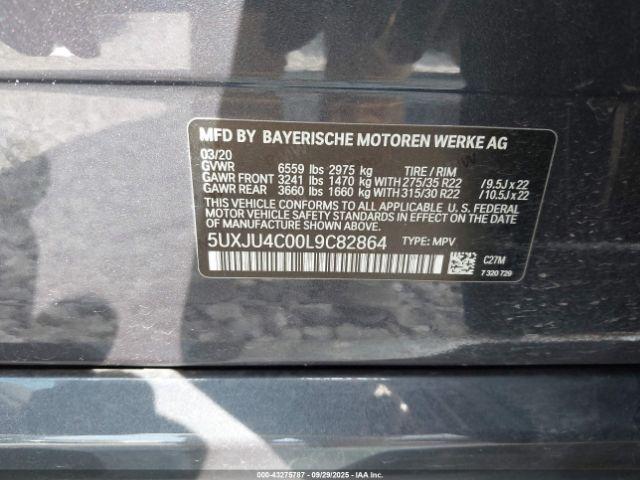 MFD BY BAYERISCHE MOTOREN WERKE AG
03/20
GVWR 6559 lbs 2975 kg TIRE / RIM
GAWR FRONT 3241 lbs 1470 kg WITH 275/35 R22 / 9.5J x 22
GAWR REAR 3660 lbs 1660 kg WITH 315/30 R22 / 10.5J x 22
THIS VEHICLE CONFORMS TO ALL APPLICABLE U. S. FEDERAL
MOTOR VEHICLE SAFETY STANDARDS IN EFFECT ON THE
DATE OF MANUFACTURE SHOWN ABOVE.
5UXJU4C00L9C82864 TYPE: MPV
C27M
7 320 729
000-43275787 - 09/29/2025 - IAAI - Copart